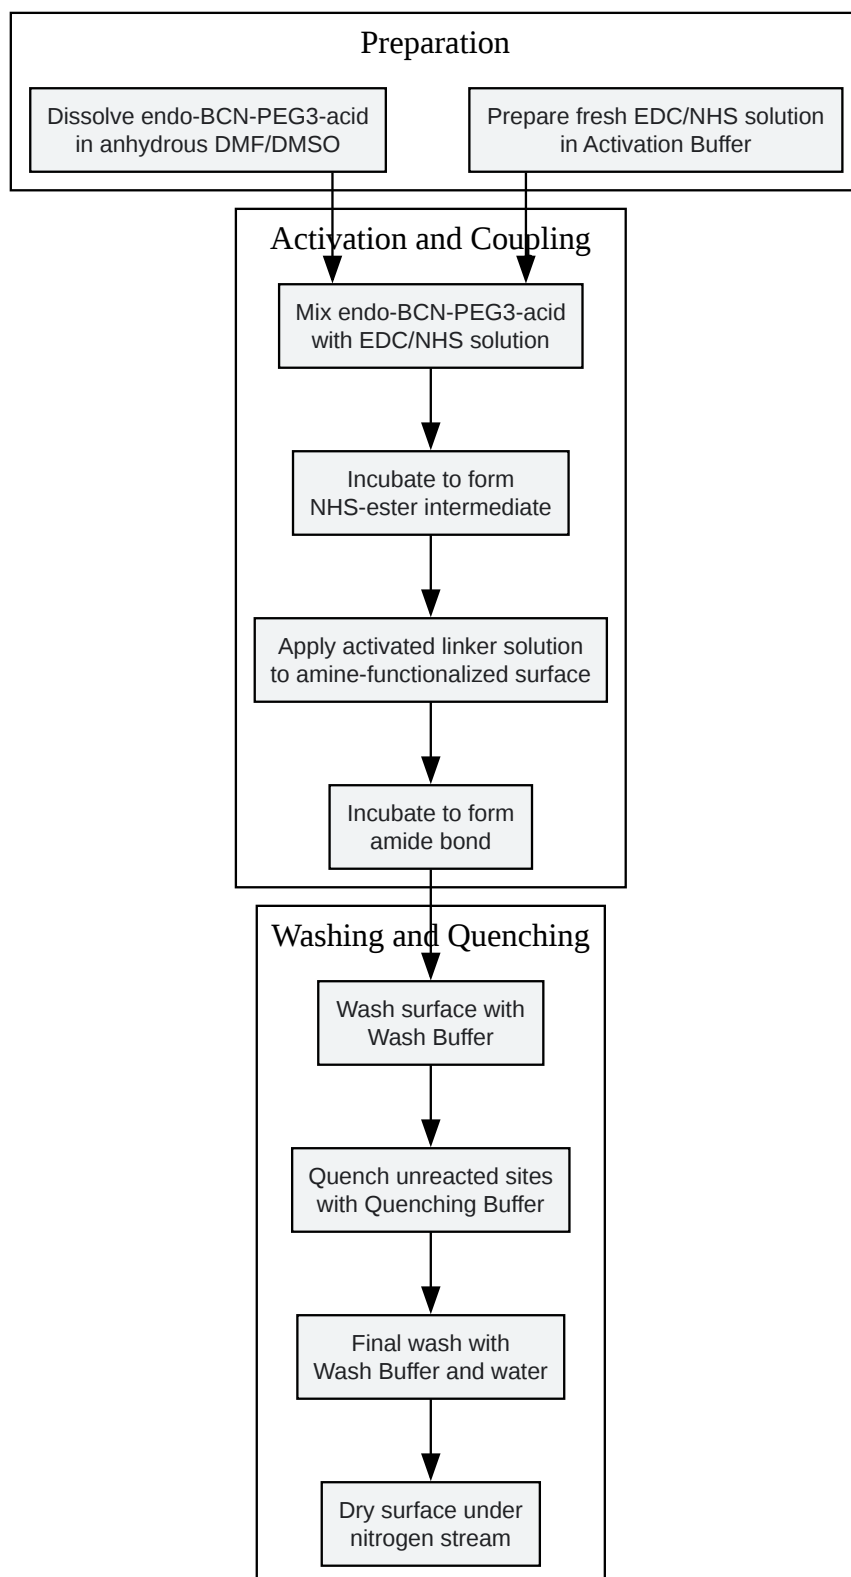 Preparation
Dissolve endo-BCN-PEG3-acid
in anhydrous DMF/DMSO
Prepare fresh EDC/NHS solution
in Activation Buffer
Activation and Coupling
Mix endo-BCN-PEG3-acid
with EDC/NHS solution
Incubate to form
NHS-ester intermediate
Apply activated linker solution
to amine-functionalized surface
Incubate to form
amide bond
Washing and Quenching
Wash surface with
Wash Buffer
Quench unreacted sites
with Quenching Buffer
Final wash with
Wash Buffer and water
Dry surface under
nitrogen stream